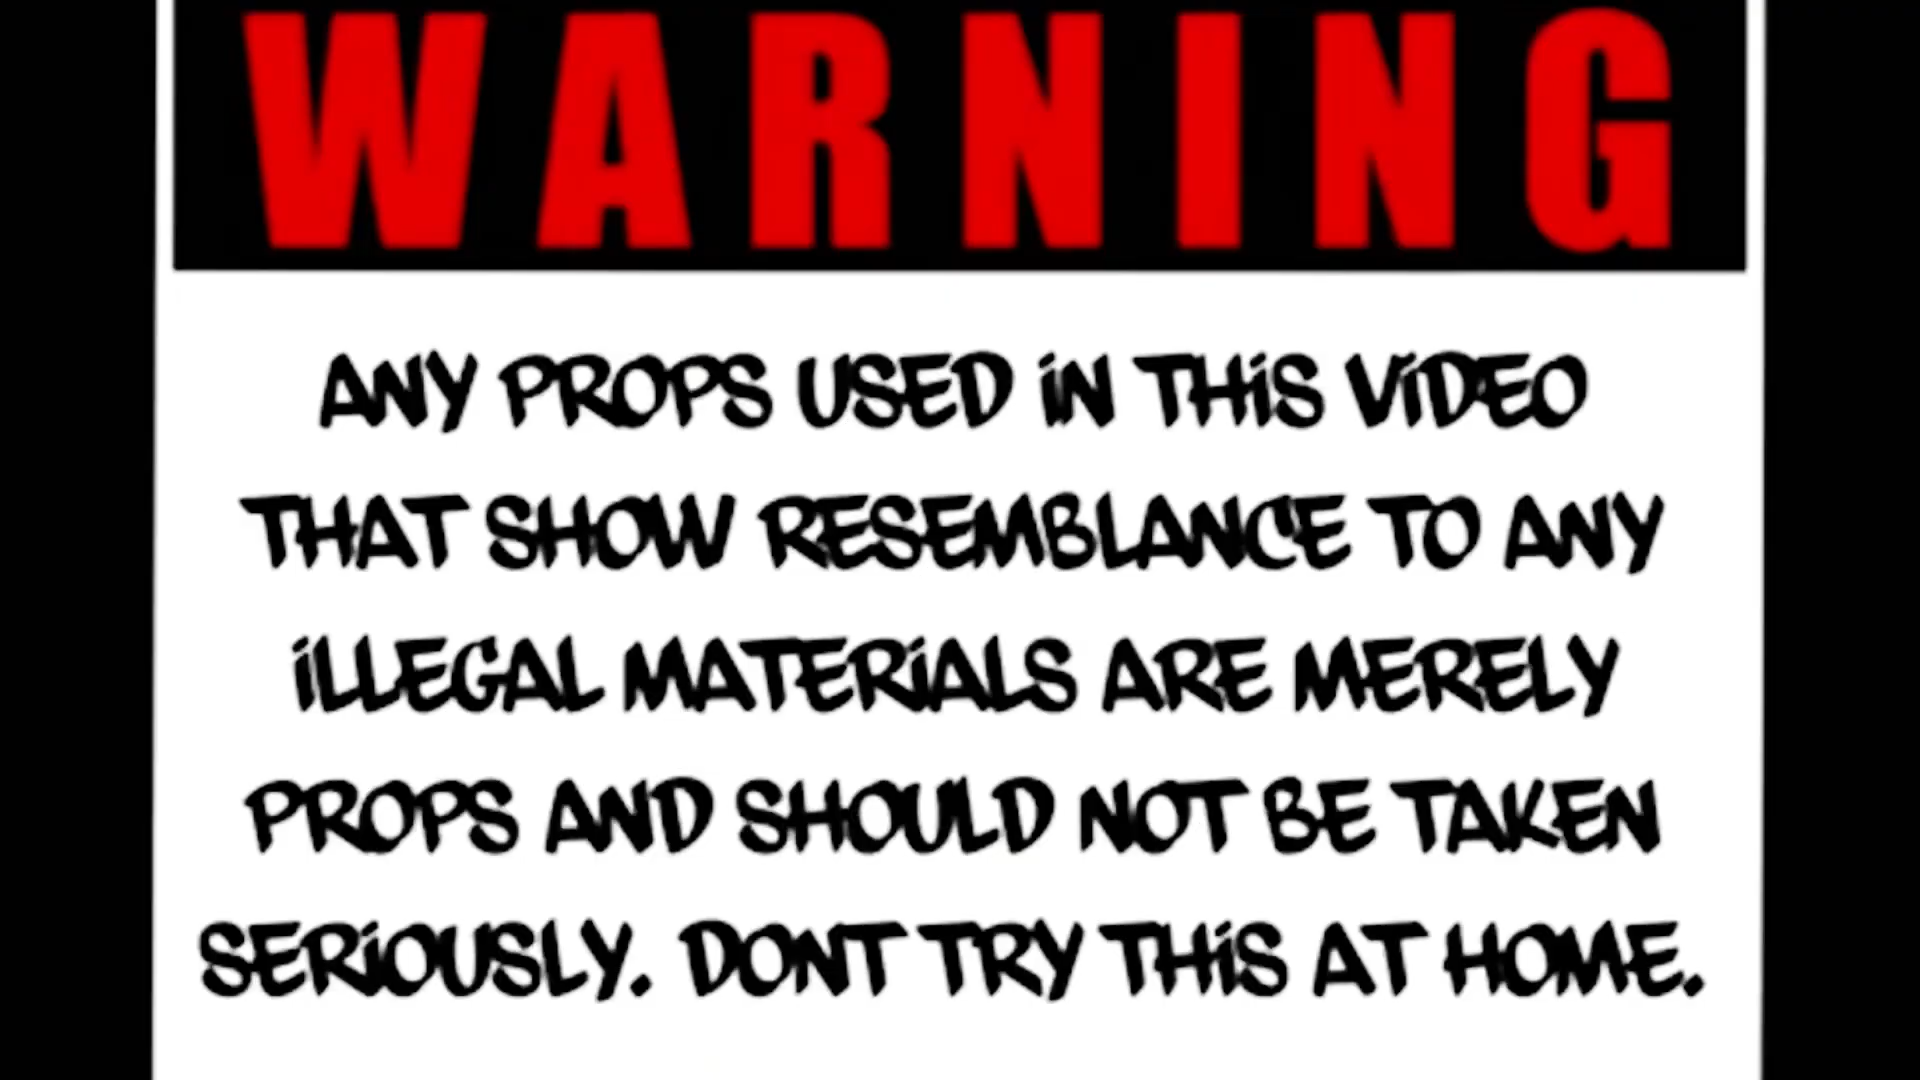 WARNING
ANY PROPS USED iN THiS ViDEO
THAT SHOW RESEMBLANCE TO ANY
iLLEGAL MATERiALS ARE MERELY
PROPS AND SHOULD NOT BE TAKEN
SERiOUSLY. DONT TRY THiS AT HOME.